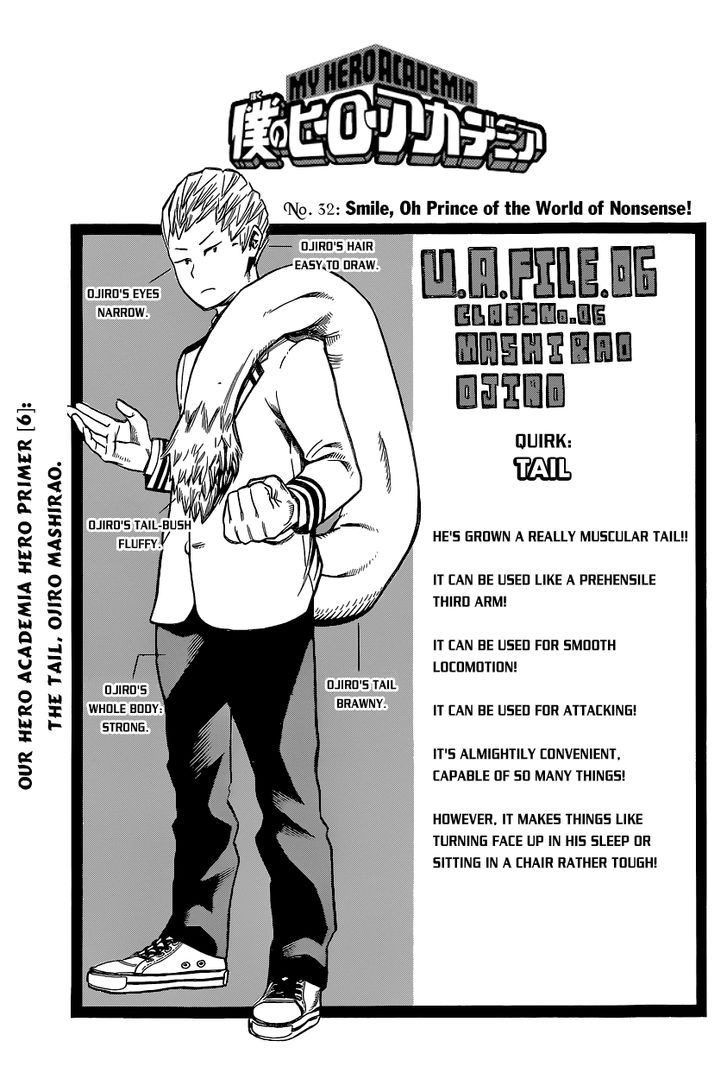 MY HERO ACADEMIA
僕のヒーローアカデミア
No. 32: Smile, Oh Prince of the World of Nonsense!
OJIRO'S HAIR
EASY TO DRAW.
OJIRO'S EYES
NARROW.
OJIRO'S TAIL-BUSH
FLUFFY.
OJIRO'S
WHOLE BODY:
STRONG.
OJIRO'S TAIL
BRAWNY.
U.A.FILE.06
CLASS No.06
MASHIRAO
OJIRO
QUIRK:
TAIL
HE'S GROWN A REALLY MUSCULAR TAIL!!
IT CAN BE USED LIKE A PREHENSILE
THIRD ARM!
IT CAN BE USED FOR SMOOTH
LOCOMOTION!
IT CAN BE USED FOR ATTACKING!
IT'S ALMIGHTILY CONVENIENT,
CAPABLE OF SO MANY THINGS!
HOWEVER, IT MAKES THINGS LIKE
TURNING FACE UP IN HIS SLEEP OR
SITTING IN A CHAIR RATHER TOUGH!
OUR HERO ACADEMIA HERO PRIMER [6]:
THE TAIL, OJIRO MASHIRAO.